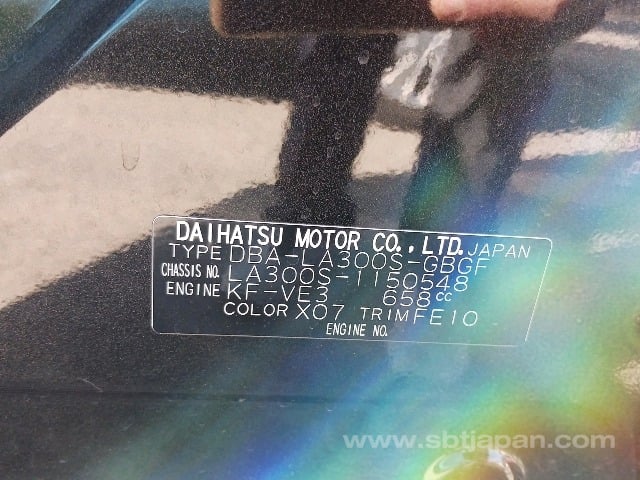 DAIHATSU MOTOR CO., LTD. JAPAN
TYPE DBA-LA300S-GBGF
CHASSIS NO. LA300S-1150548
ENGINE KF-VE3 658cc
COLOR X07 TRIM FE10
ENGINE NO.
www.sbtjapan.com